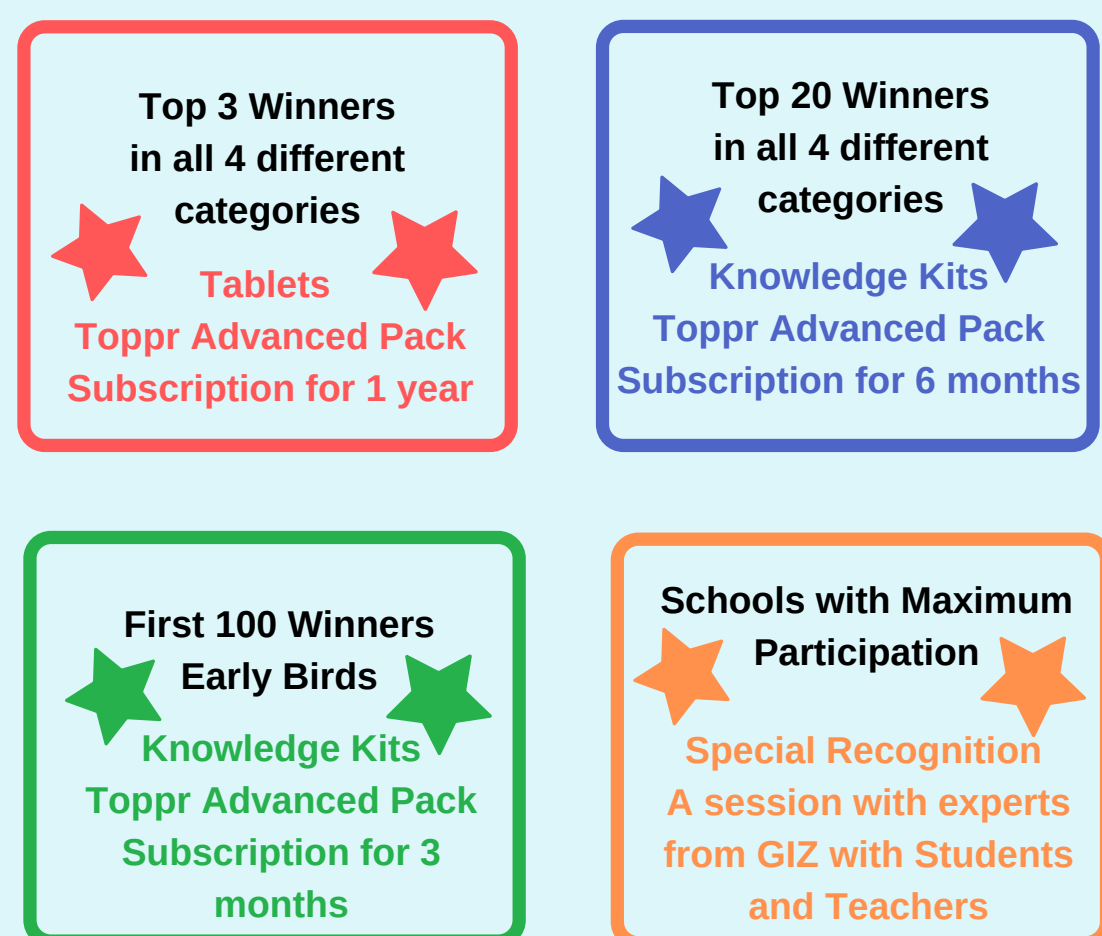 Top 3 Winners
in all 4 different
categories
Tablets
Toppr Advanced Pack
Subscription for 1 year
Top 20 Winners
in all 4 different
categories
Knowledge Kits
Toppr Advanced Pack
Subscription for 6 months
First 100 Winners
Early Birds
Knowledge Kits
Toppr Advanced Pack
Subscription for 3
months
Schools with Maximum
Participation
Special Recognition
A session with experts
from GIZ with Students
and Teachers